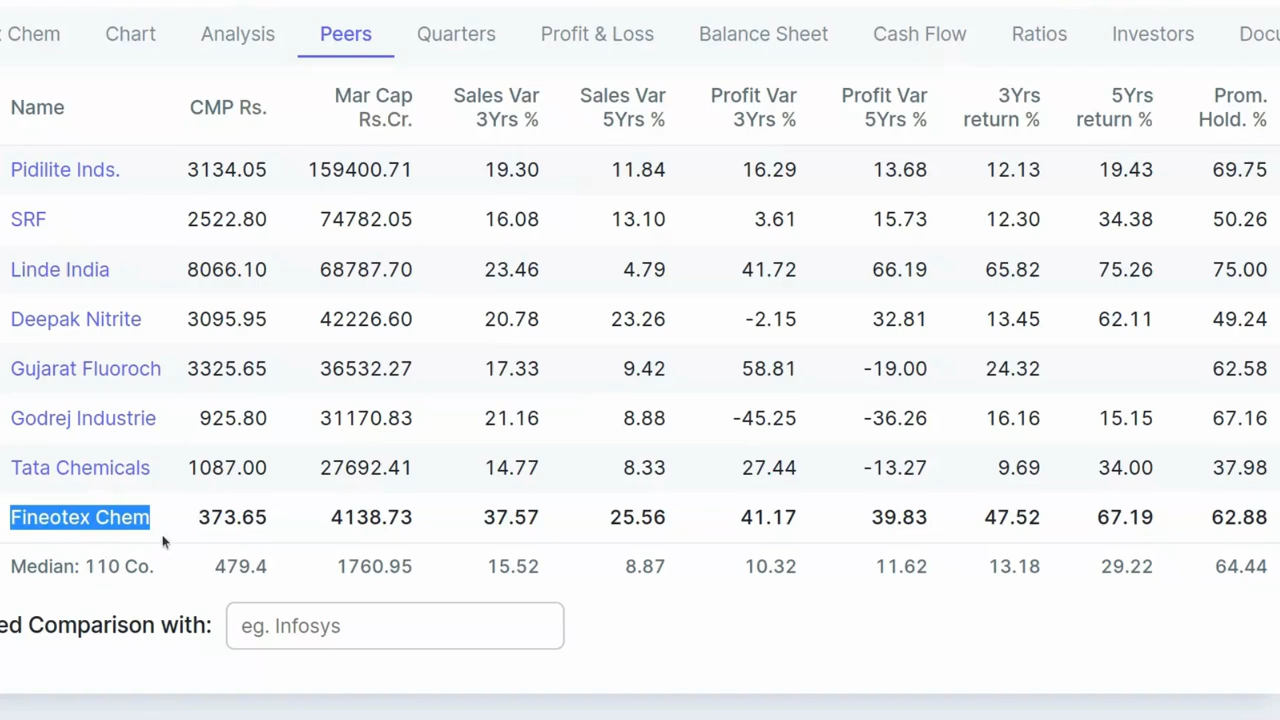 Chem Chart Analysis Peers Quarters Profit & Loss Balance Sheet Cash Flow Ratios Investors Docu
Name CMP Rs. Mar Cap Rs.Cr. Sales Var 3Yrs % Sales Var 5Yrs % Profit Var 3Yrs % Profit Var 5Yrs % 3Yrs return % 5Yrs return % Prom. Hold. %
Pidilite Inds. 3134.05 159400.71 19.30 11.84 16.29 13.68 12.13 19.43 69.75
SRF 2522.80 74782.05 16.08 13.10 3.61 15.73 12.30 34.38 50.26
Linde India 8066.10 68787.70 23.46 4.79 41.72 66.19 65.82 75.26 75.00
Deepak Nitrite 3095.95 42226.60 20.78 23.26 -2.15 32.81 13.45 62.11 49.24
Gujarat Fluoroch 3325.65 36532.27 17.33 9.42 58.81 -19.00 24.32 62.58
Godrej Industrie 925.80 31170.83 21.16 8.88 -45.25 -36.26 16.16 15.15 67.16
Tata Chemicals 1087.00 27692.41 14.77 8.33 27.44 -13.27 9.69 34.00 37.98
Fineotex Chem 373.65 4138.73 37.57 25.56 41.17 39.83 47.52 67.19 62.88
Median: 110 Co. 479.4 1760.95 15.52 8.87 10.32 11.62 13.18 29.22 64.44
ed Comparison with: eg. Infosys